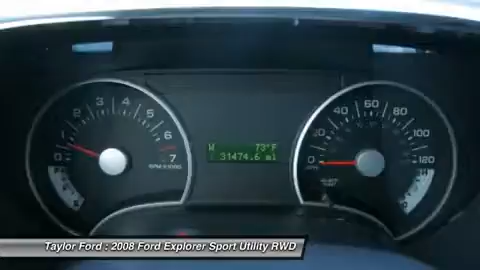 0 1 2 3 4 5 6 7
RPM X 1000
W 73°F
31474.6 mi
0 20 40 60 80 100 120
Taylor Ford : 2008 Ford Explorer Sport Utility RWD